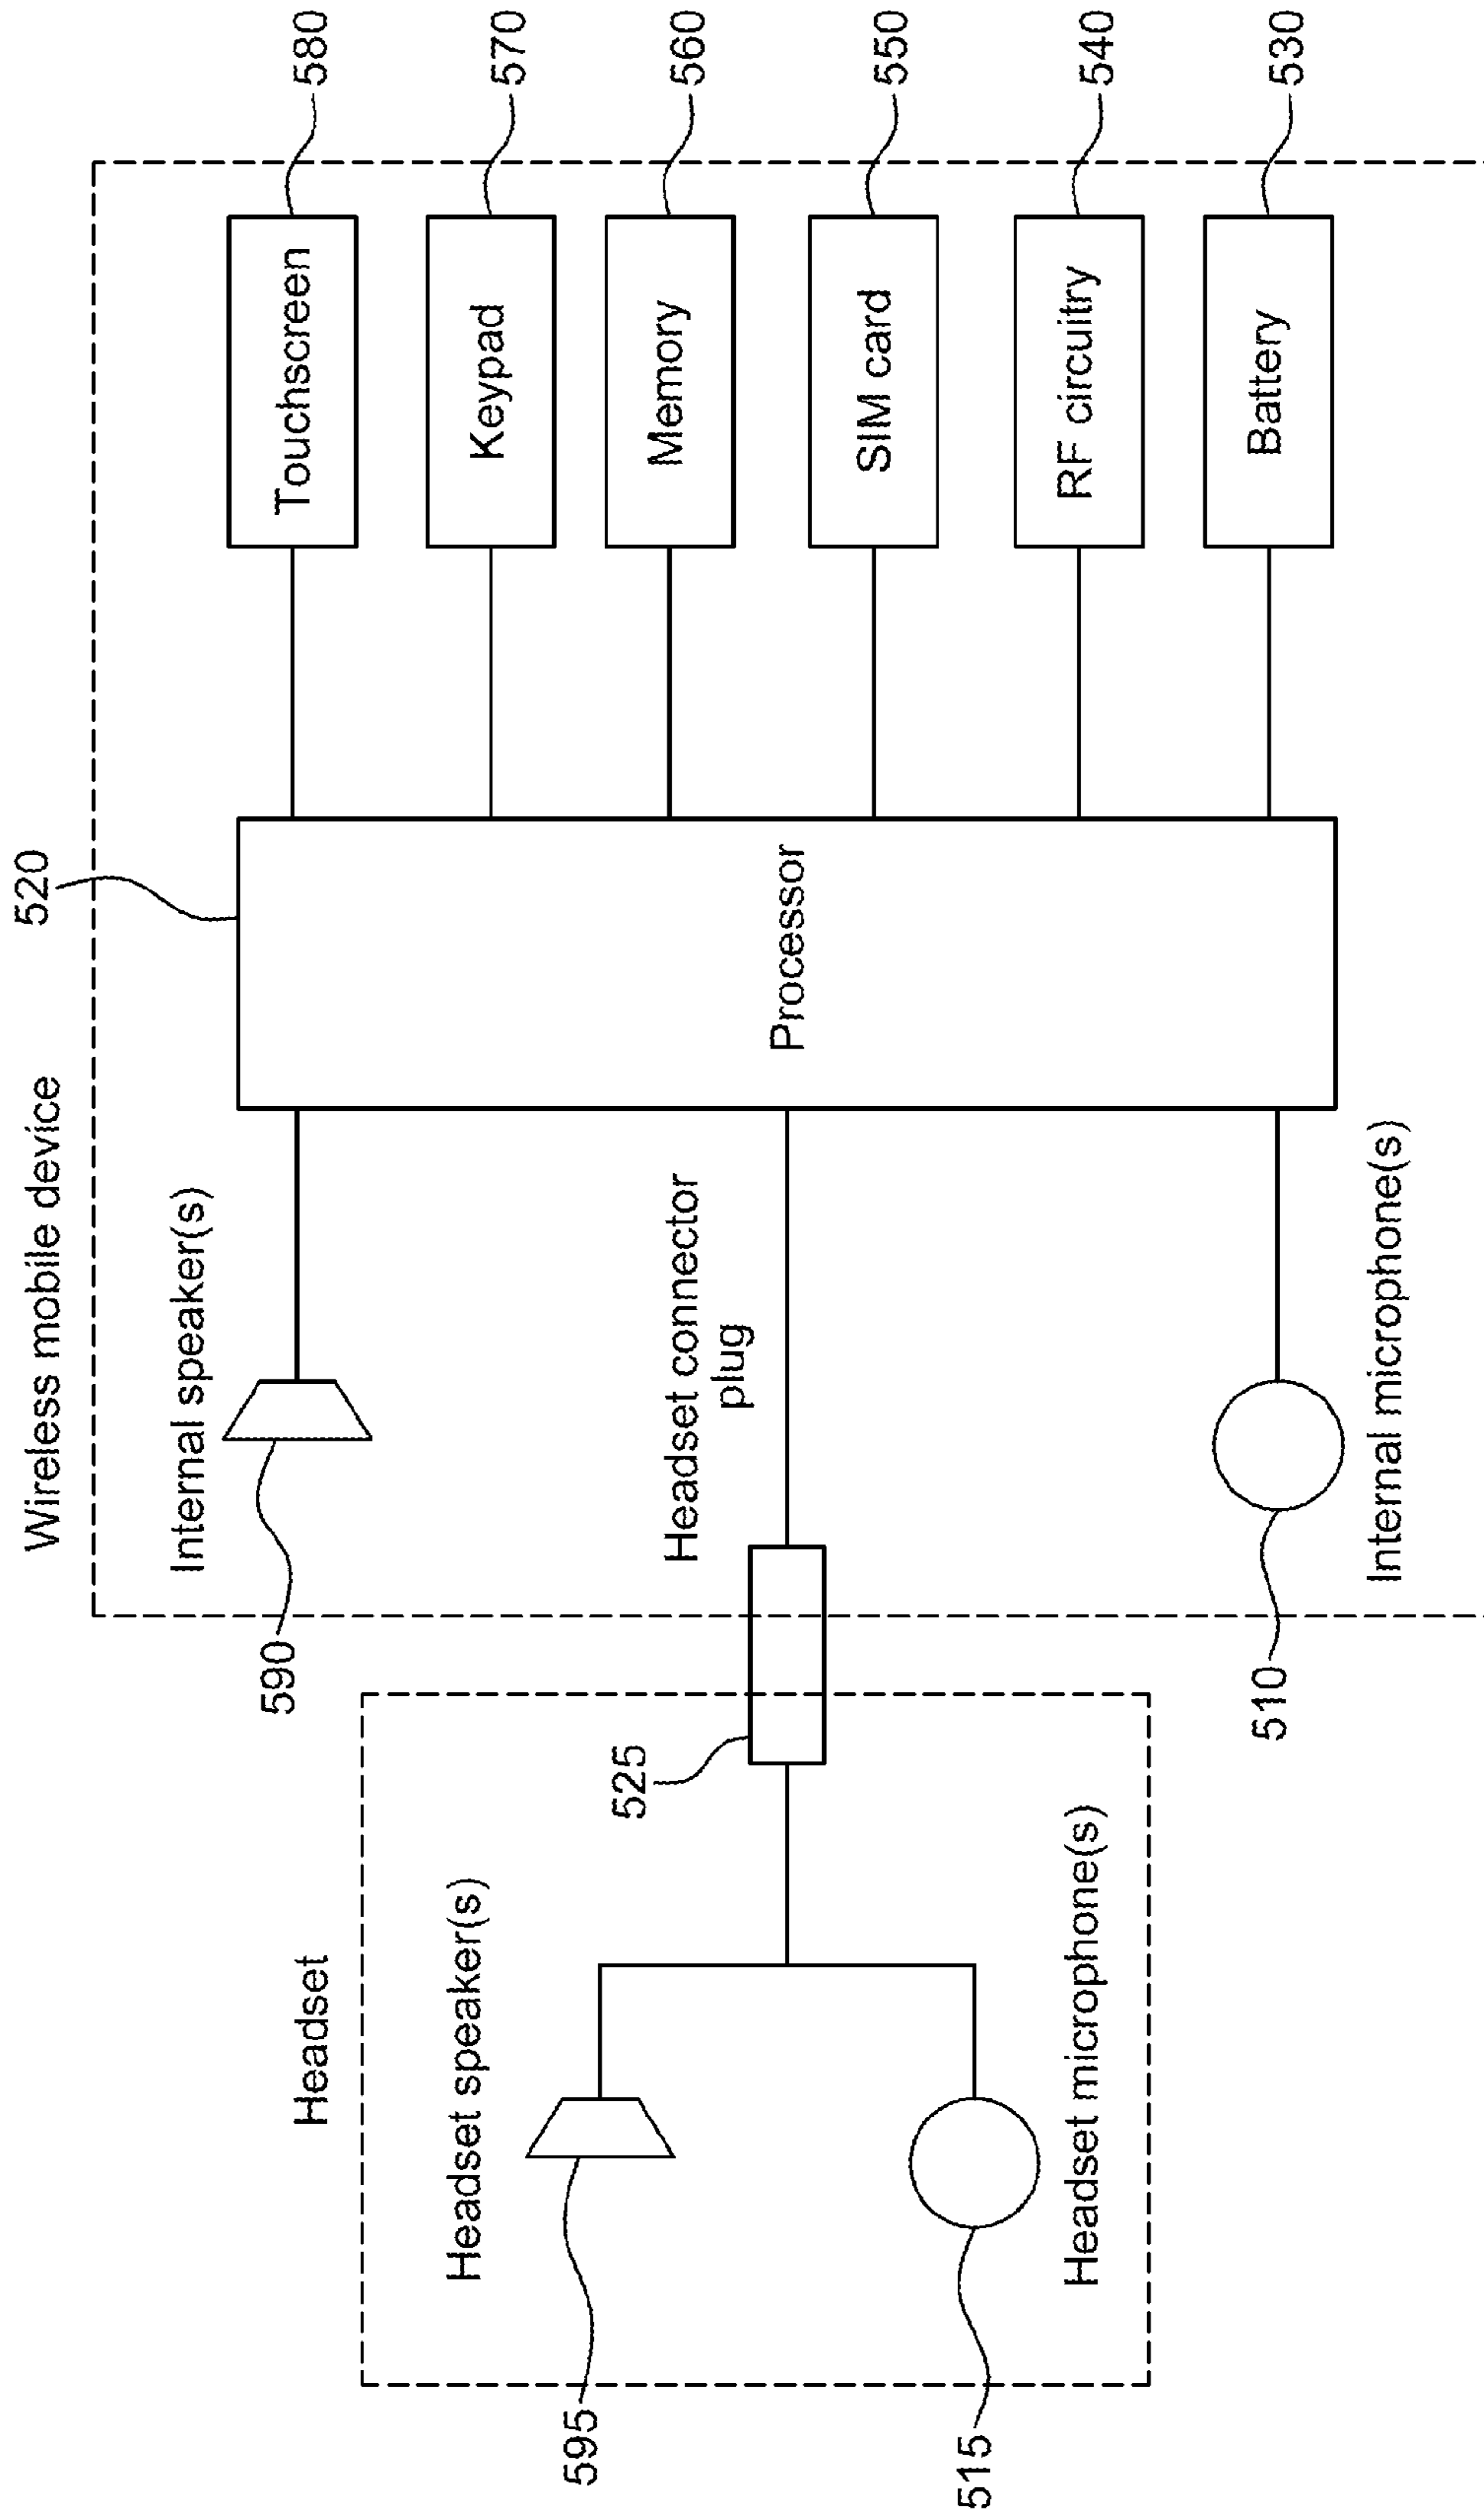 Wireless mobile device
520
Headset
Internal speaker(s)
590
Touchscreen
580
Keypad
570
Headset speaker(s)
595
525
Headset connector
plug
Memory
560
Processor
SIM card
550
515
Headset microphone(s)
RF circuitry
540
510
Battery
530
Internal microphone(s)